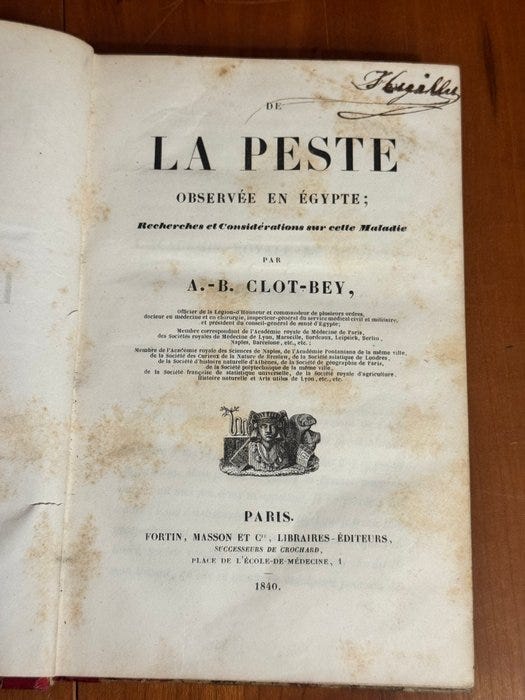 DE
LA PESTE
OBSERVÉE EN ÉGYPTE;
Recherches et Considérations sur cette Maladie
PAR
A.-B. CLOT-BEY,
Officier de la Légion-d'Honneur et commandeur de plusieurs ordres,
docteur en médecine et en chirurgie, inspecteur-général du service médical civil et militaire,
et président du conseil-général de santé d'Égypte;
Membre correspondant de l'Académie royale de Médecine de Paris,
des Sociétés royales de Médecine de Lyon, Marseille, Bordeaux, Leipsick, Berlin,
Naples, Barcelone, etc., etc.;
Membre de l'Académie royale des Sciences de Naples, de l'Académie Pontaniana de la même ville,
de la Société des Curieux de la Nature de Breslaw, de la Société asiatique de Londres,
de la Société d'histoire naturelle d'Athènes, de la Société de géographie de Paris,
de la Société polytechnique de la même ville,
de la Société française de statistique universelle, de la Société royale d'agriculture,
Histoire naturelle et Arts utiles de Lyon, etc., etc.
PARIS.
FORTIN, MASSON ET Cie, LIBRAIRES-ÉDITEURS,
SUCCESSEURS DE CROCHARD,
PLACE DE L'ÉCOLE-DE-MÉDECINE, 1
1840.